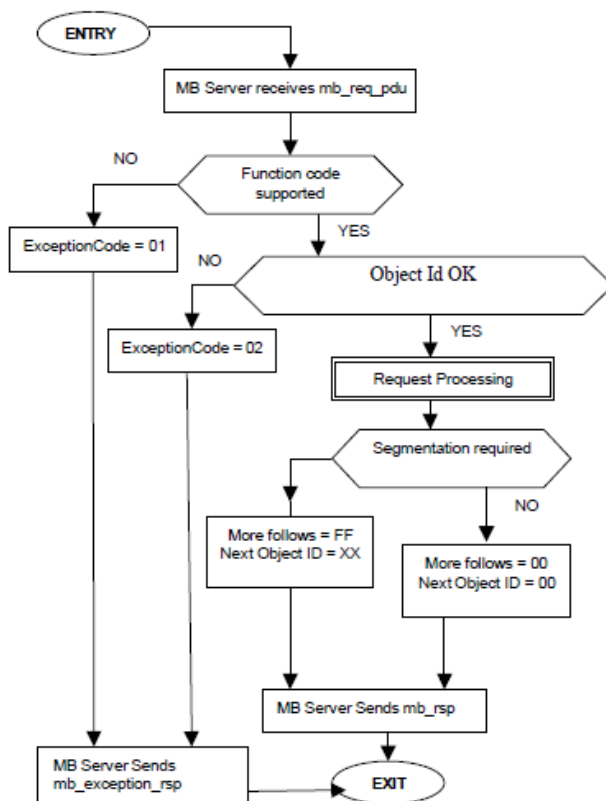 ENTRY
MB Server receives mb_req_pdu
NO
Function code
supported
YES
ExceptionCode = 01
NO
Object Id OK
YES
ExceptionCode = 02
Request Processing
Segmentation required
NO
More follows = FF
Next Object ID = XX
More follows = 00
Next Object ID = 00
MB Server Sends mb_rsp
MB Server Sends
mb_exception_rsp
EXIT